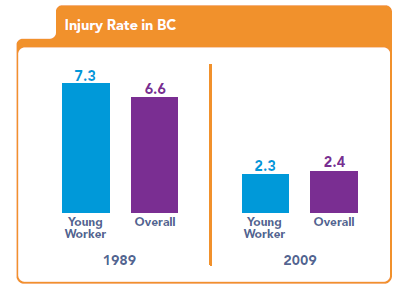 Injury Rate in BC
7.3
6.6
Young
Worker
Overall
1989
2.3
2.4
Young
Worker
Overall
2009